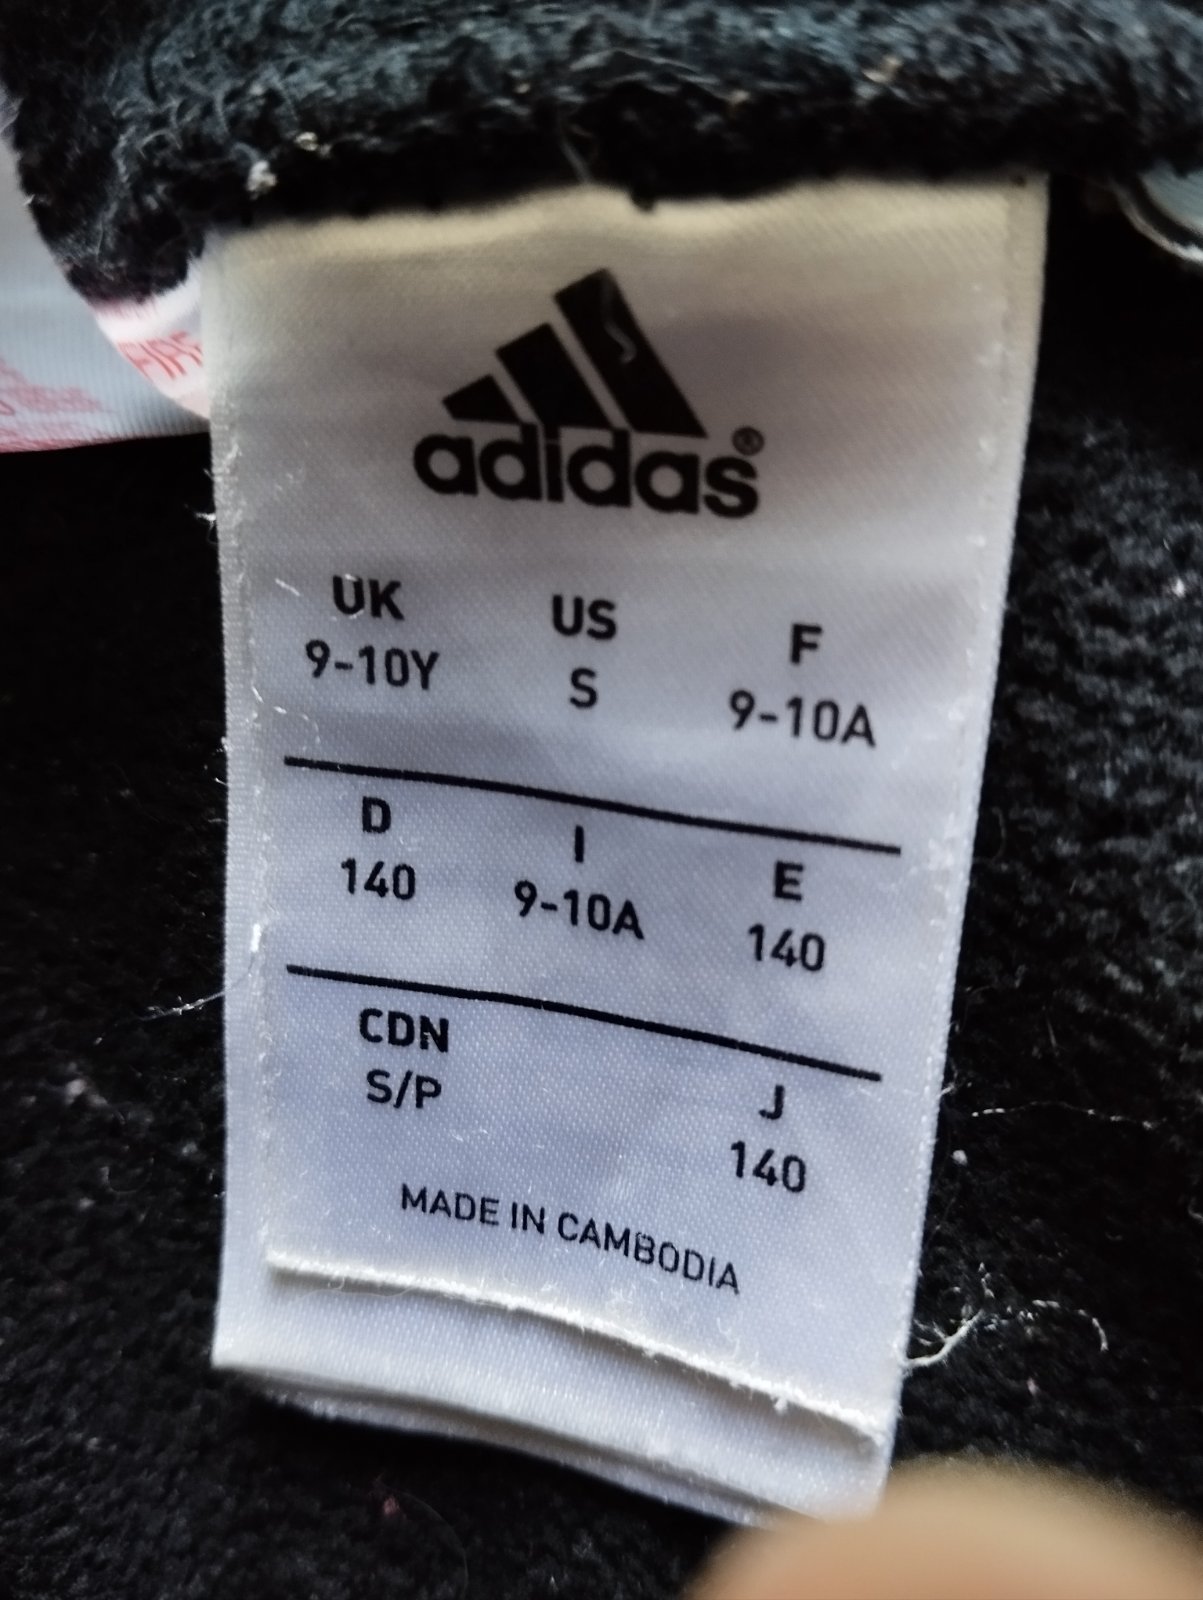 adidas®
UK US F
9-10Y S 9-10A
D I E
140 9-10A 140
CDN J
S/P 140
MADE IN CAMBODIA